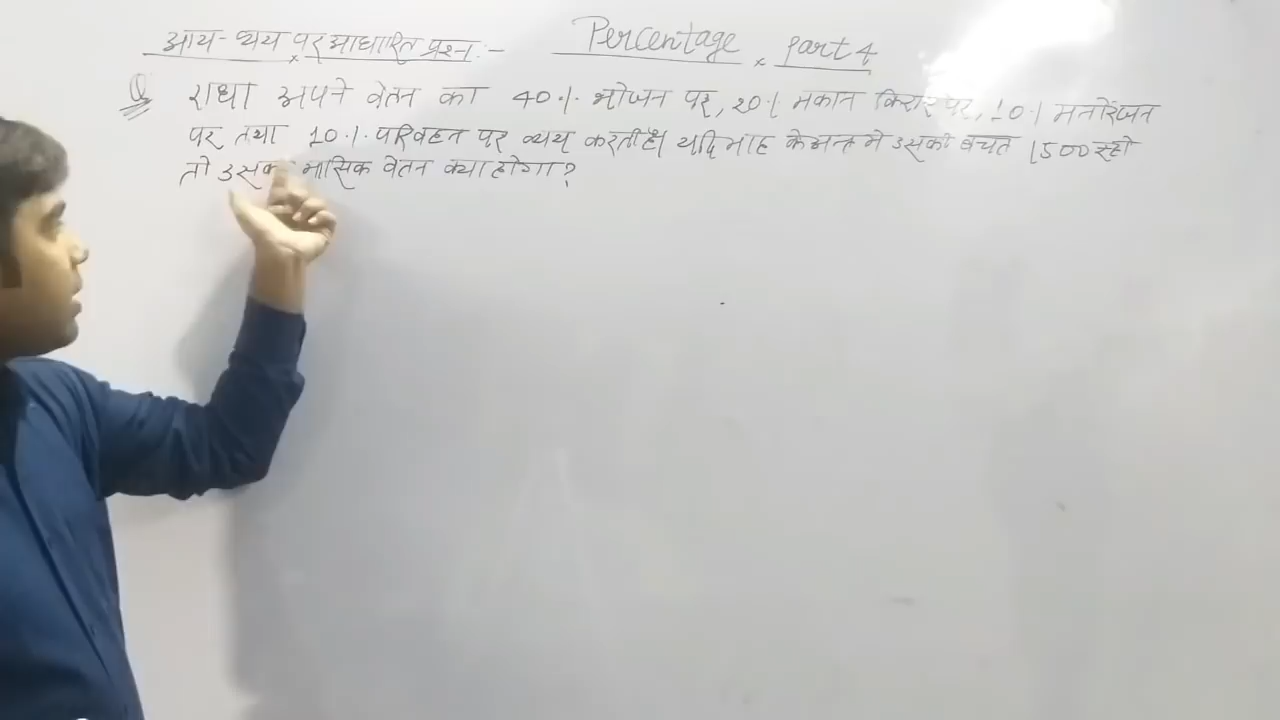 आय-व्यय पर आधारित प्रश्न :- Percentage Part 4
Q राधा अपने वेतन का 40% भोजन पर, 20% मकान किराए पर, 10% मनोरंजन
पर तथा 10% परिवहन पर व्यय करती है। यदि माह के अन्त मे उसकी बचत 1500 रु हो
तो उसका मासिक वेतन क्या होगा?